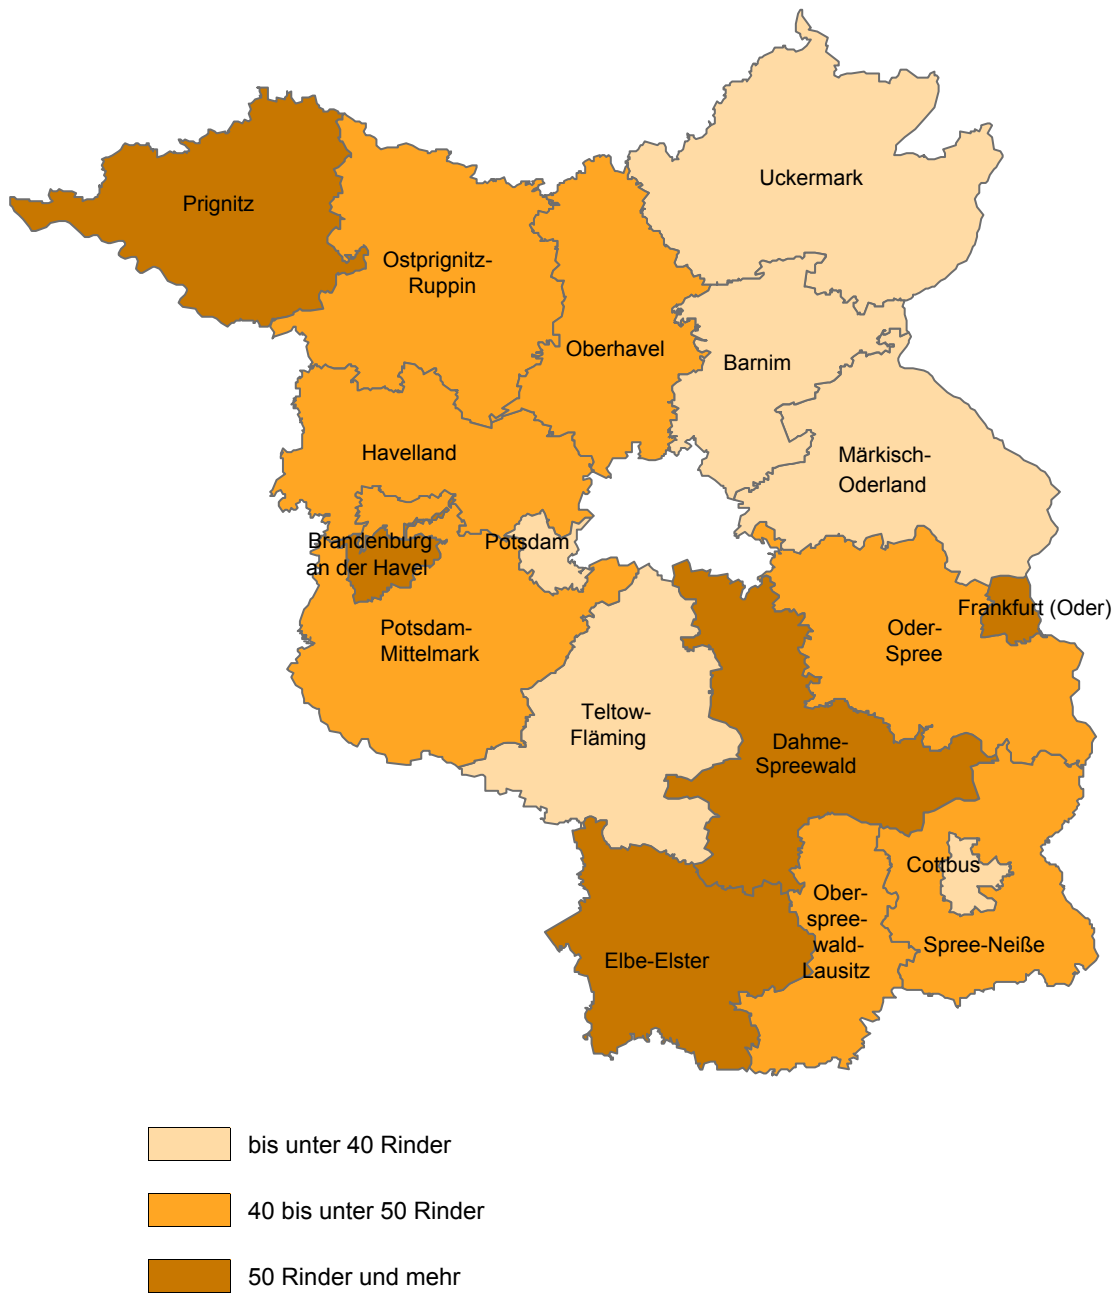 Uckermark
Prignitz
Ostprignitz-
Ruppin
Oberhavel
Barnim
Havelland
Märkisch-
Oderland
Brandenburg
an der Havel
Potsdam
Frankfurt (Oder)
Potsdam-
Mittelmark
Oder-
Spree
Teltow-
Fläming
Dahme-
Spreewald
Cottbus
Ober-
spree-
wald-
Lausitz
Spree-Neiße
Elbe-Elster
bis unter 40 Rinder
40 bis unter 50 Rinder
50 Rinder und mehr